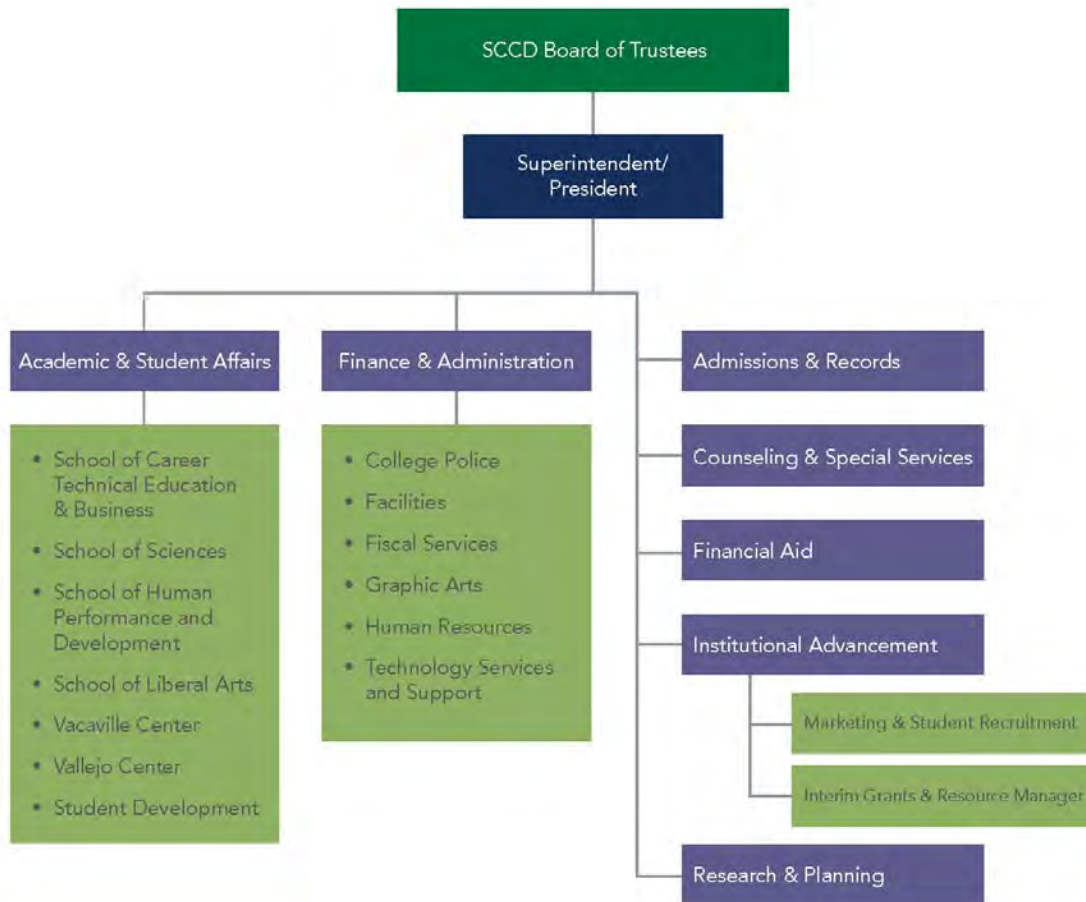 SCCD Board of Trustees
Superintendent/
President
Academic & Student Affairs
• School of Career
Technical Education
& Business
• School of Sciences
• School of Human
Performance and
Development
• School of Liberal Arts
• Vacaville Center
• Vallejo Center
• Student Development
Finance & Administration
• College Police
• Facilities
• Fiscal Services
• Graphic Arts
• Human Resources
• Technology Services
and Support
Admissions & Records
Counseling & Special Services
Financial Aid
Institutional Advancement
Marketing & Student Recruitment
Interim Grants & Resource Manager
Research & Planning